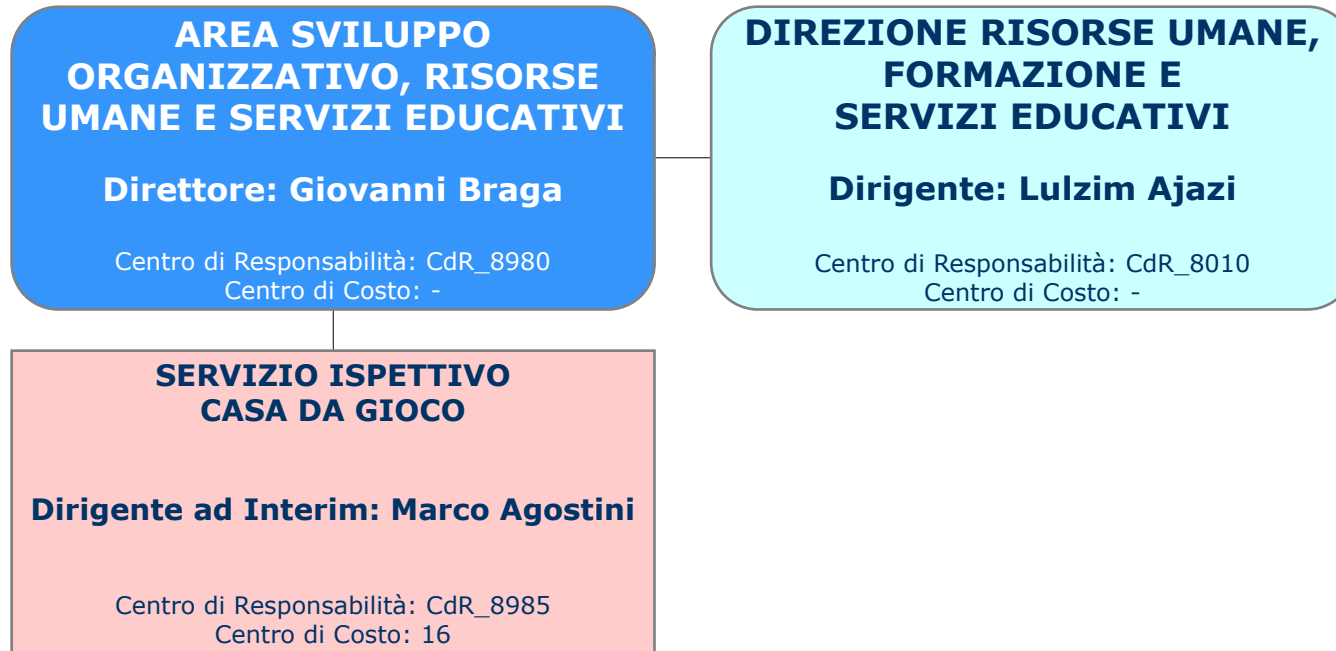 AREA SVILUPPO
ORGANIZZATIVO, RISORSE
UMANE E SERVIZI EDUCATIVI
Direttore: Giovanni Braga
Centro di Responsabilità: CdR_8980
Centro di Costo: -
DIREZIONE RISORSE UMANE,
FORMAZIONE E
SERVIZI EDUCATIVI
Dirigente: Lulzim Ajazi
Centro di Responsabilità: CdR_8010
Centro di Costo: -
SERVIZIO ISPETTIVO
CASA DA GIOCO
Dirigente ad Interim: Marco Agostini
Centro di Responsabilità: CdR_8985
Centro di Costo: 16